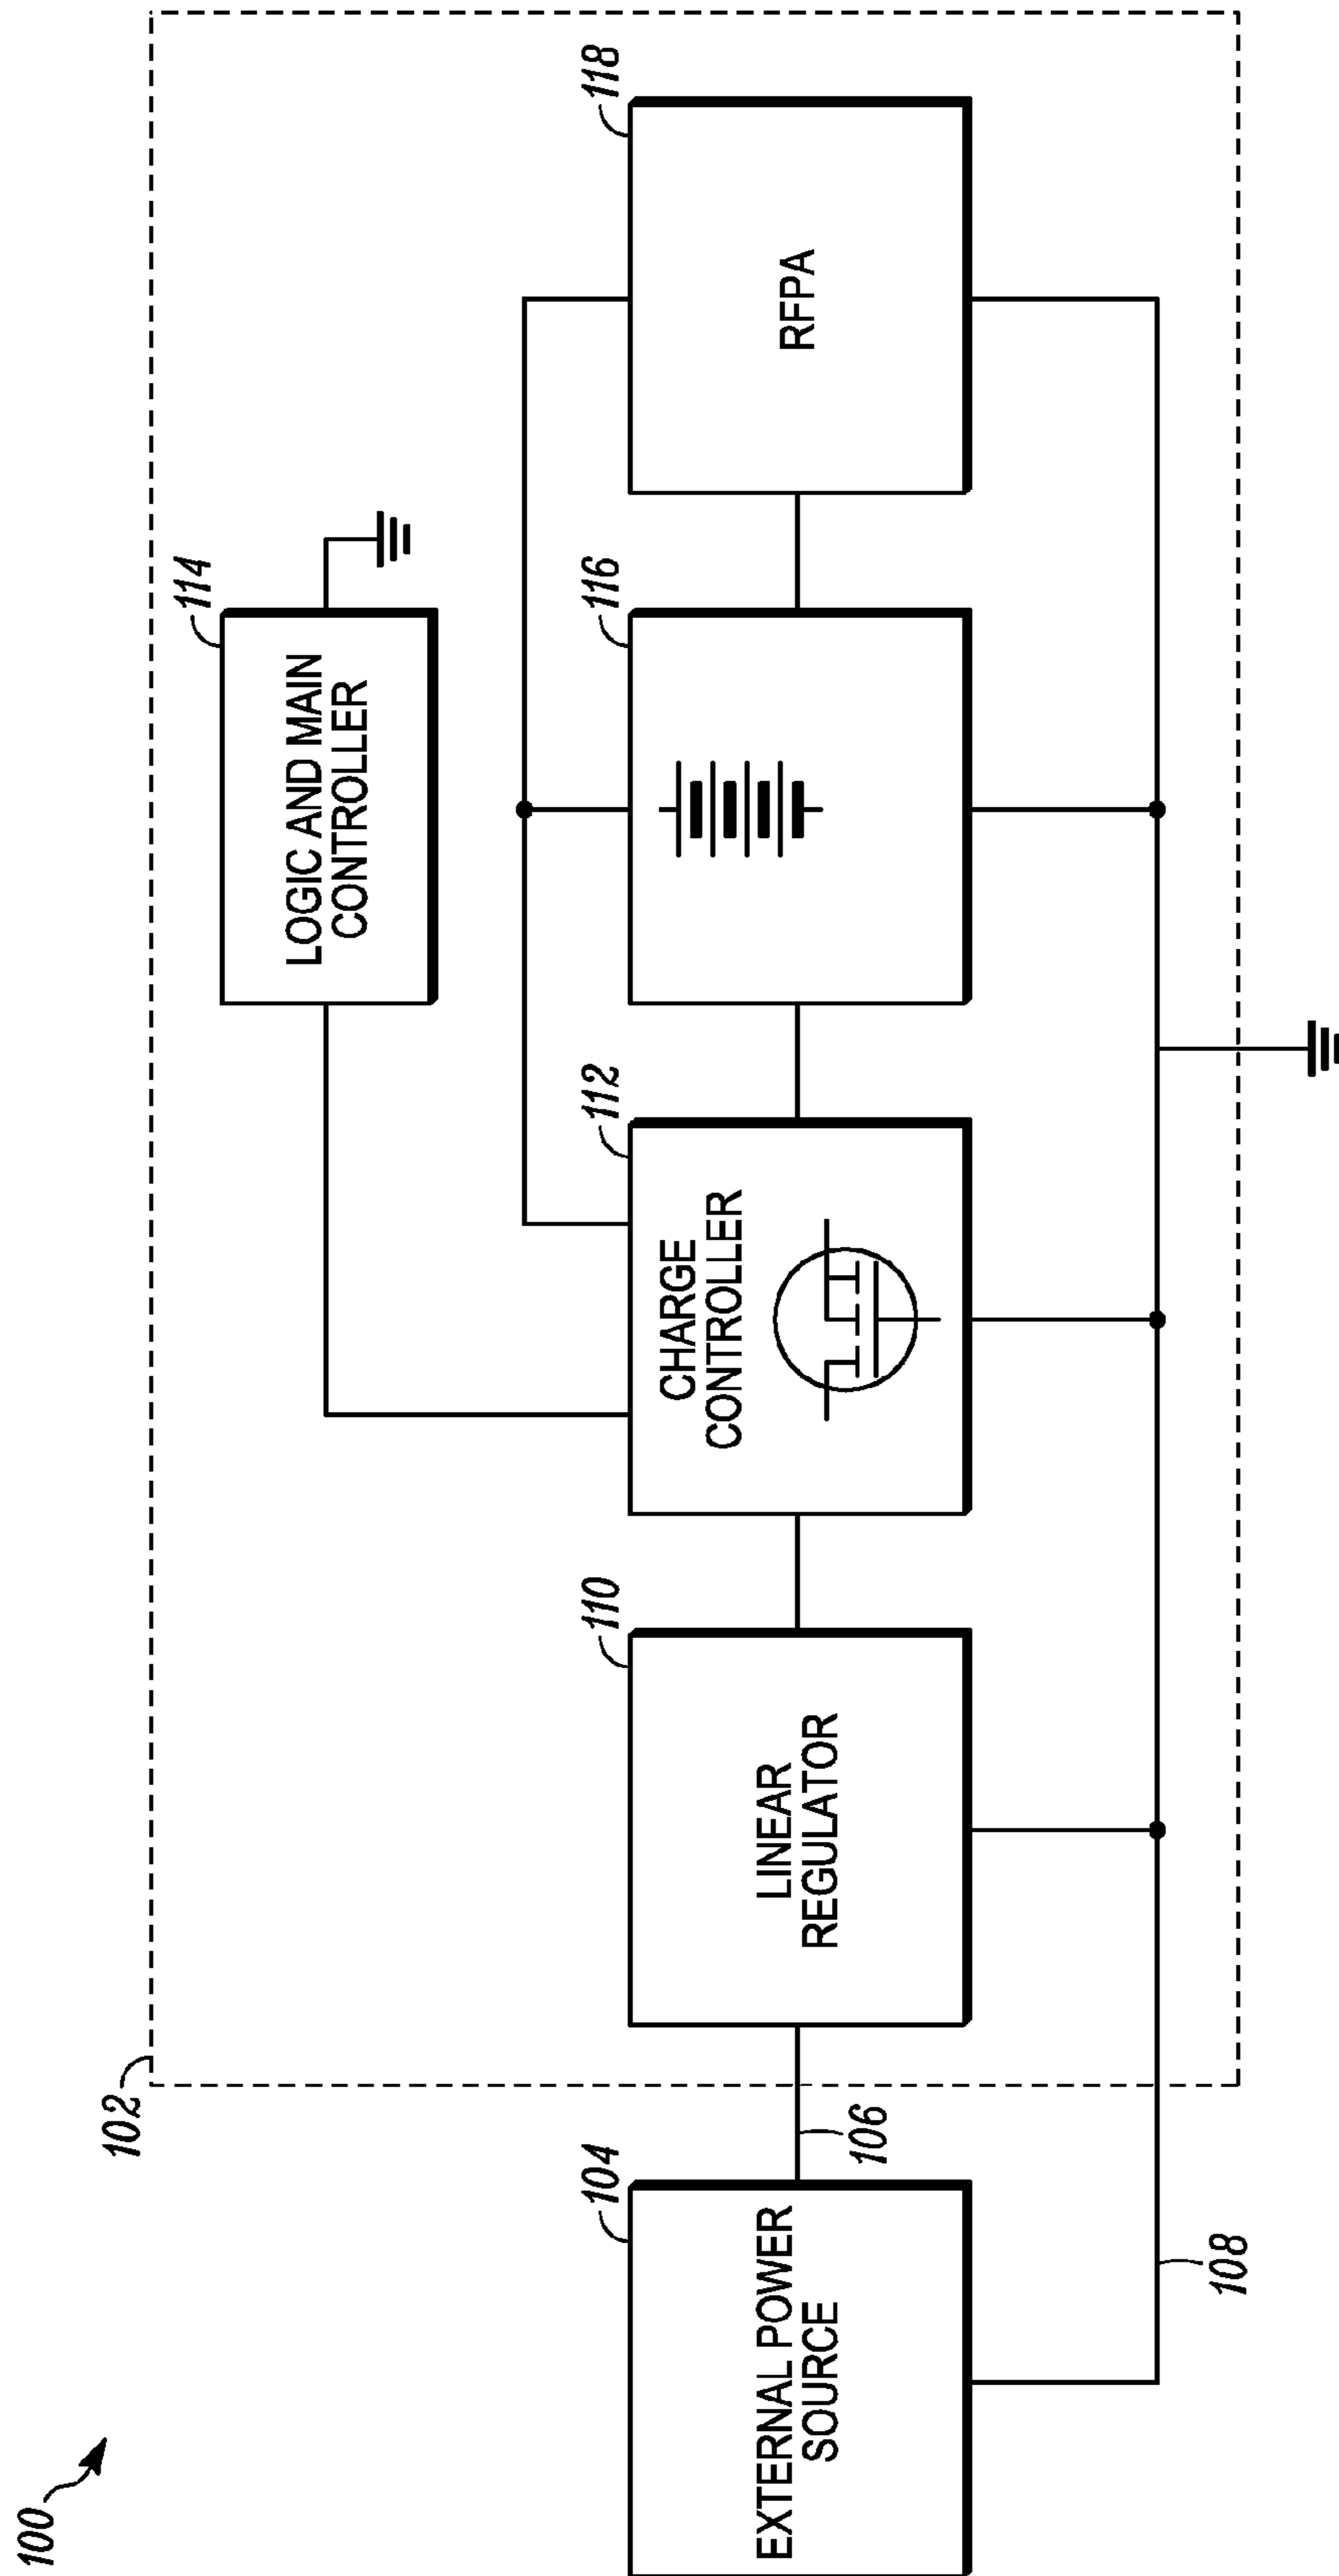 100
102
104
EXTERNAL POWER
SOURCE
106
108
110
LINEAR
REGULATOR
112
CHARGE
CONTROLLER
114
LOGIC AND MAIN
CONTROLLER
116
118
RFPA